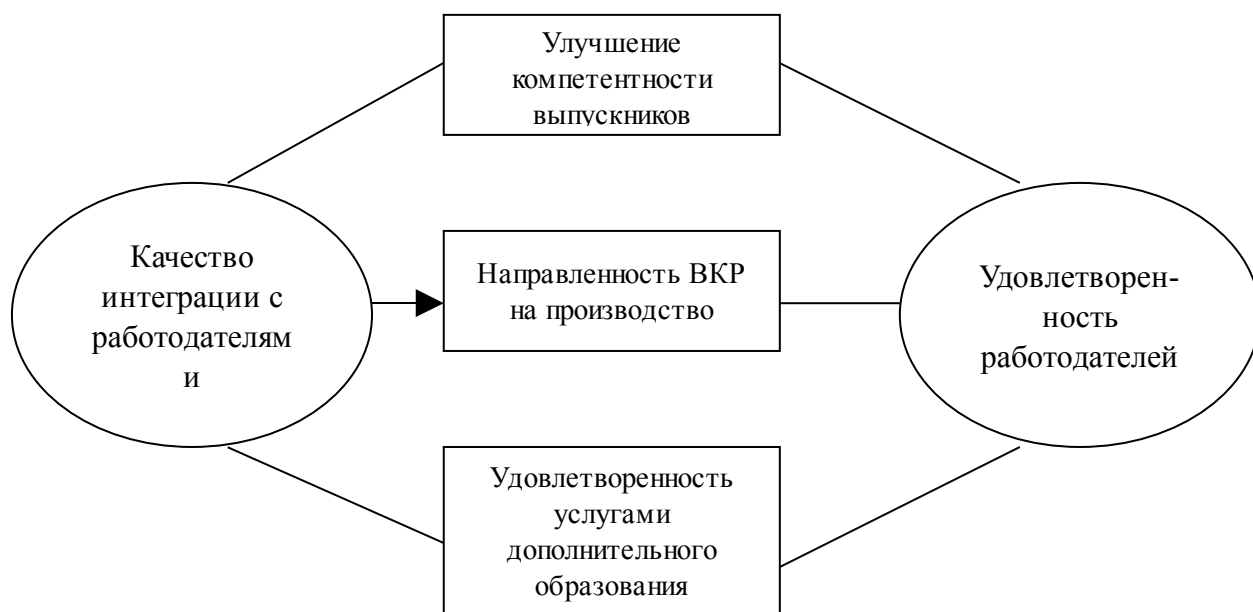 Улучшение
компетентности
выпускников
Качество
интеграции с
работодателям
и
Направленность ВКР
на производство
Удовлетворен-
ность
работодателей
Удовлетворенность
услугами
дополнительного
образования